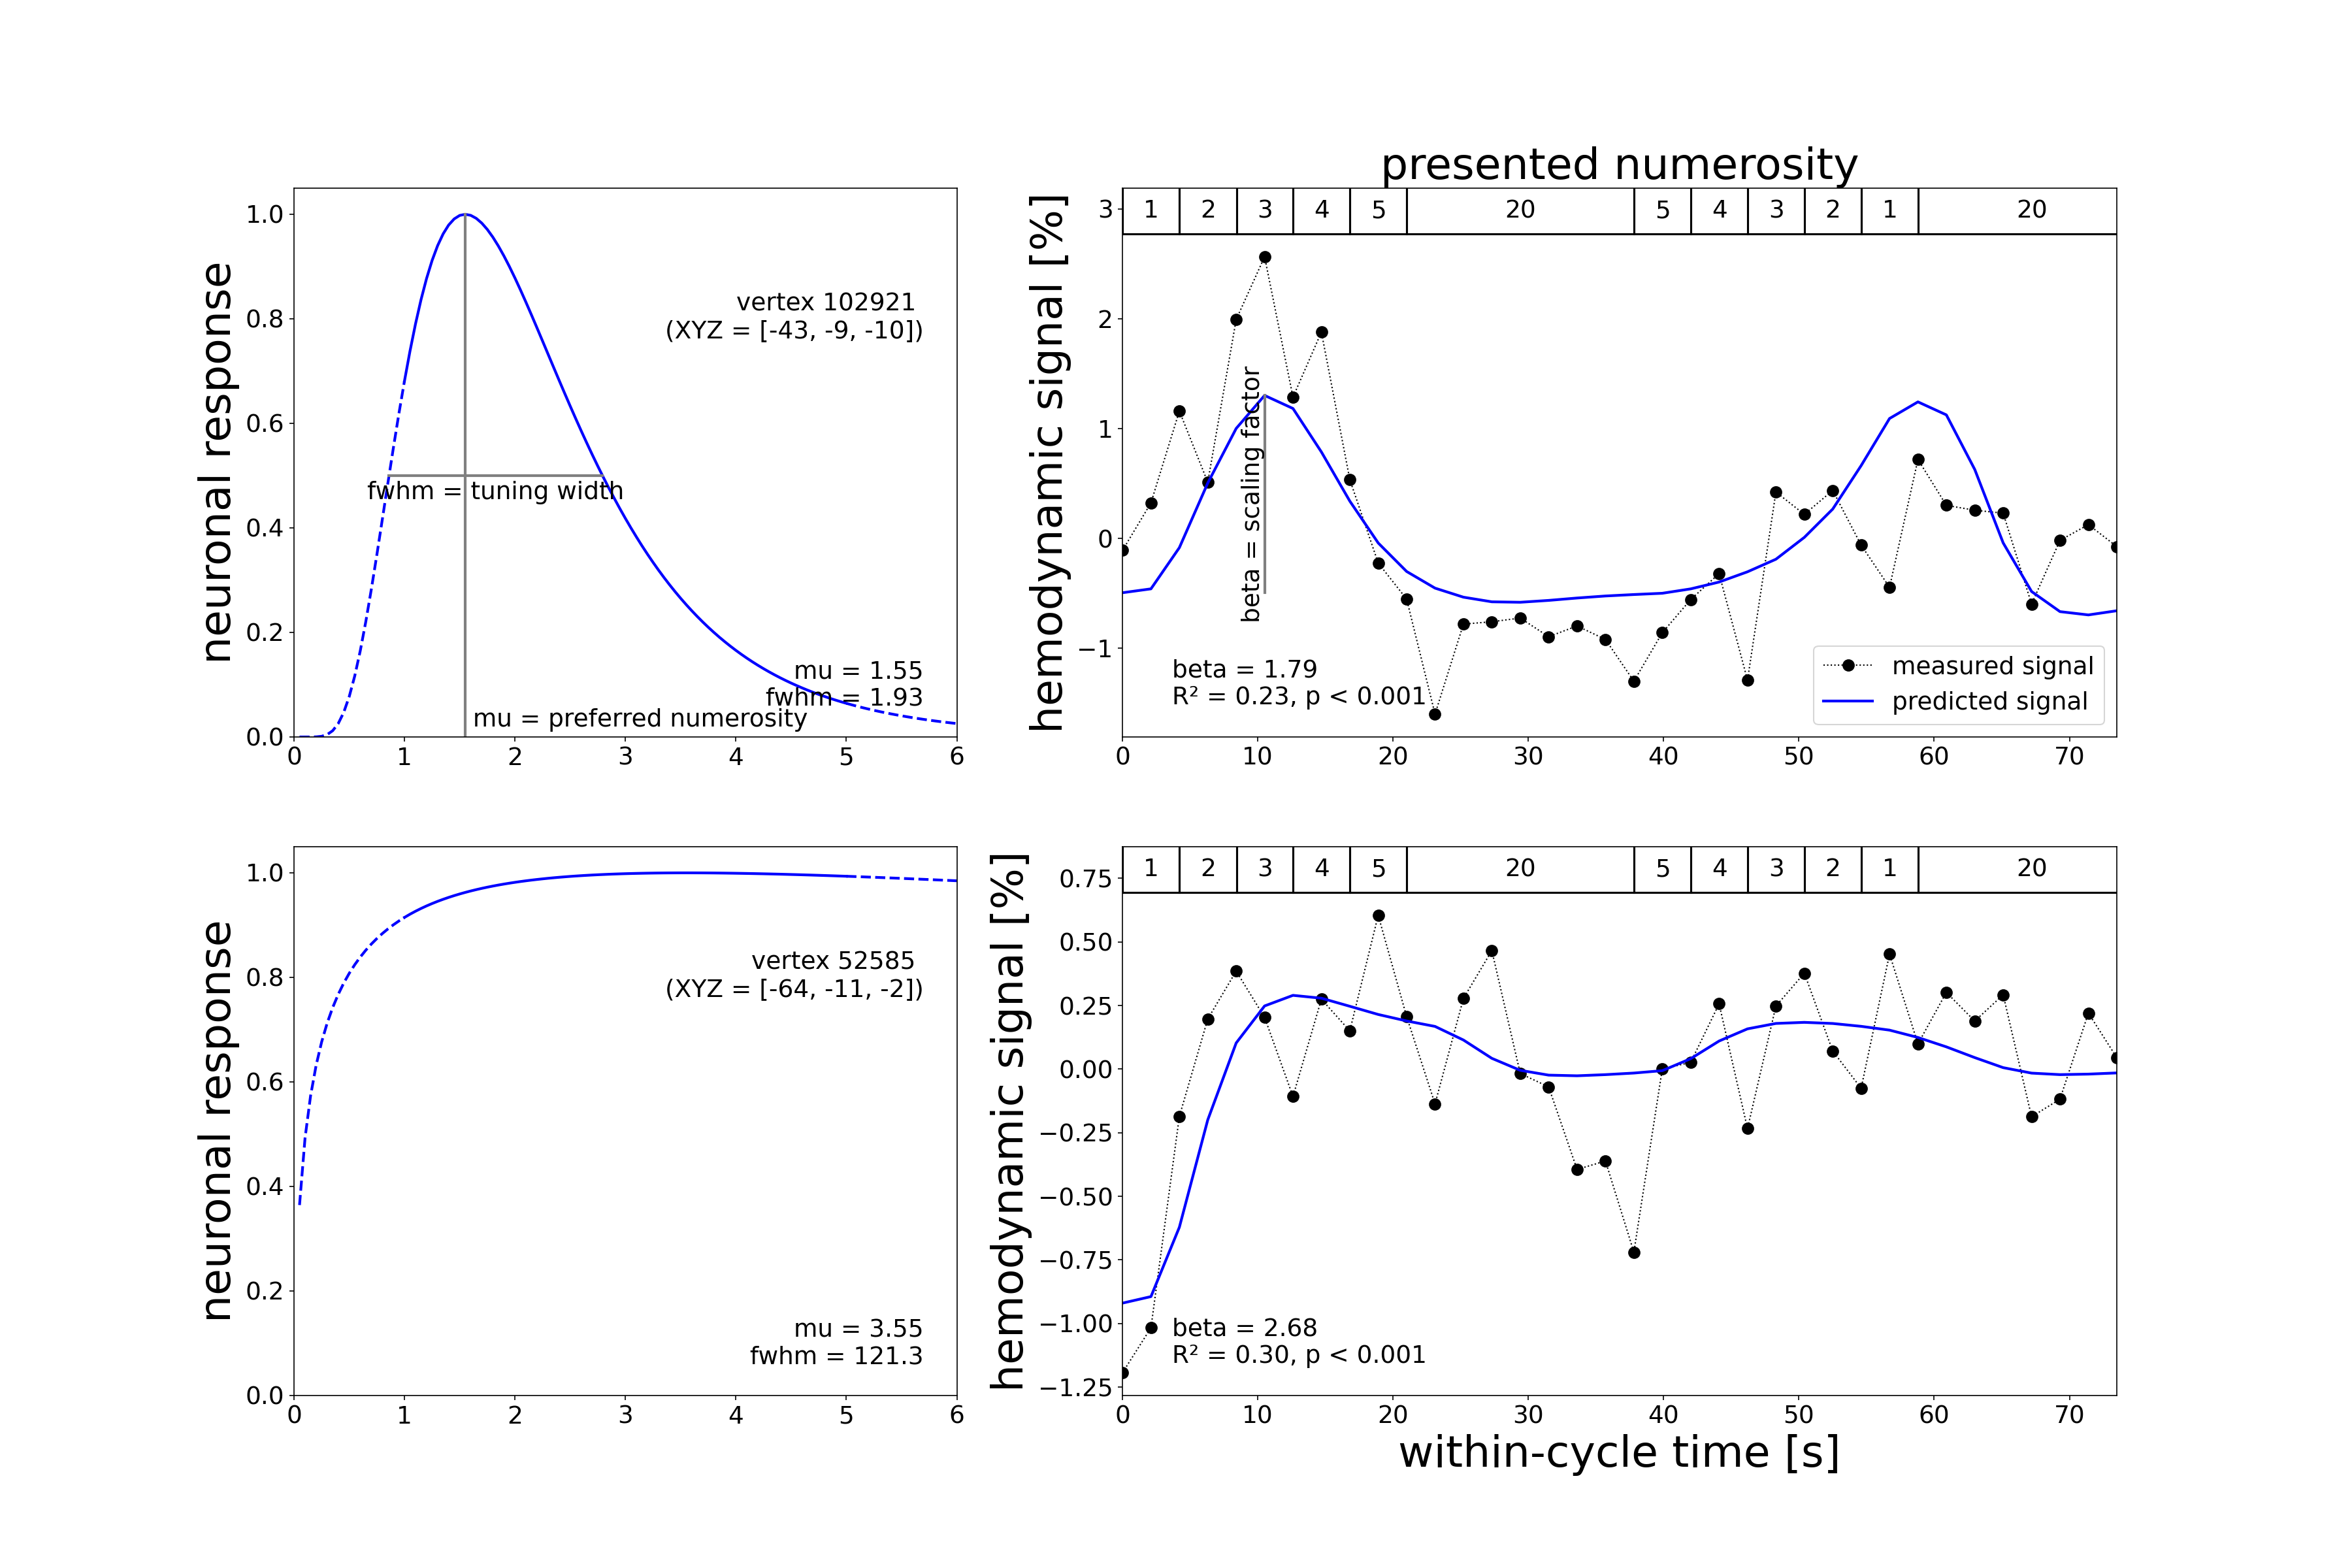 presented numerosity
neuronal response
1.0
0.8
0.6
0.4
0.2
0.0
0 1 2 3 4 5 6
vertex 102921
(XYZ = [-43, -9, -10])
fwhm = tuning width
mu = 1.55
fwhm = 1.93
mu = preferred numerosity
hemodynamic signal [%]
3
2
1
0
−1
0 10 20 30 40 50 60 70
1 2 3 4 5 20 5 4 3 2 1 20
beta = scaling factor
beta = 1.79
R² = 0.23, p < 0.001
measured signal
predicted signal
neuronal response
1.0
0.8
0.6
0.4
0.2
0.0
0 1 2 3 4 5 6
vertex 52585
(XYZ = [-64, -11, -2])
mu = 3.55
fwhm = 121.3
hemodynamic signal [%]
0.75
0.50
0.25
0.00
−0.25
−0.50
−0.75
−1.00
−1.25
1 2 3 4 5 20 5 4 3 2 1 20
beta = 2.68
R² = 0.30, p < 0.001
0 10 20 30 40 50 60 70
within-cycle time [s]